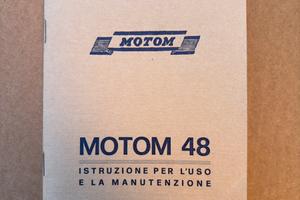 MOTOM
MOTOM 48
ISTRUZIONE PER L'USO
E LA MANUTENZIONE